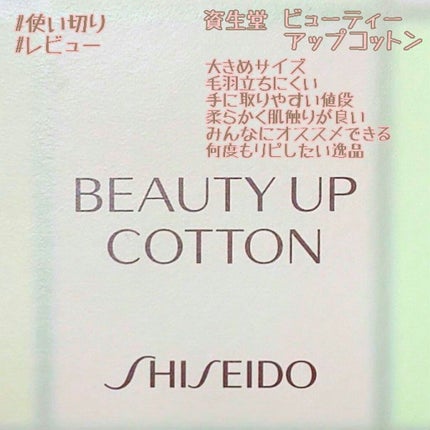 #使い切り
#レビュー
資生堂 ビューティー
アップコットン
大きめサイズ
毛羽立ちにくい
手に取りやすい値段
柔らかく肌触りが良い
みんなにオススメできる
何度もリピしたい逸品
BEAUTY UP
COTTON
SHISEIDO